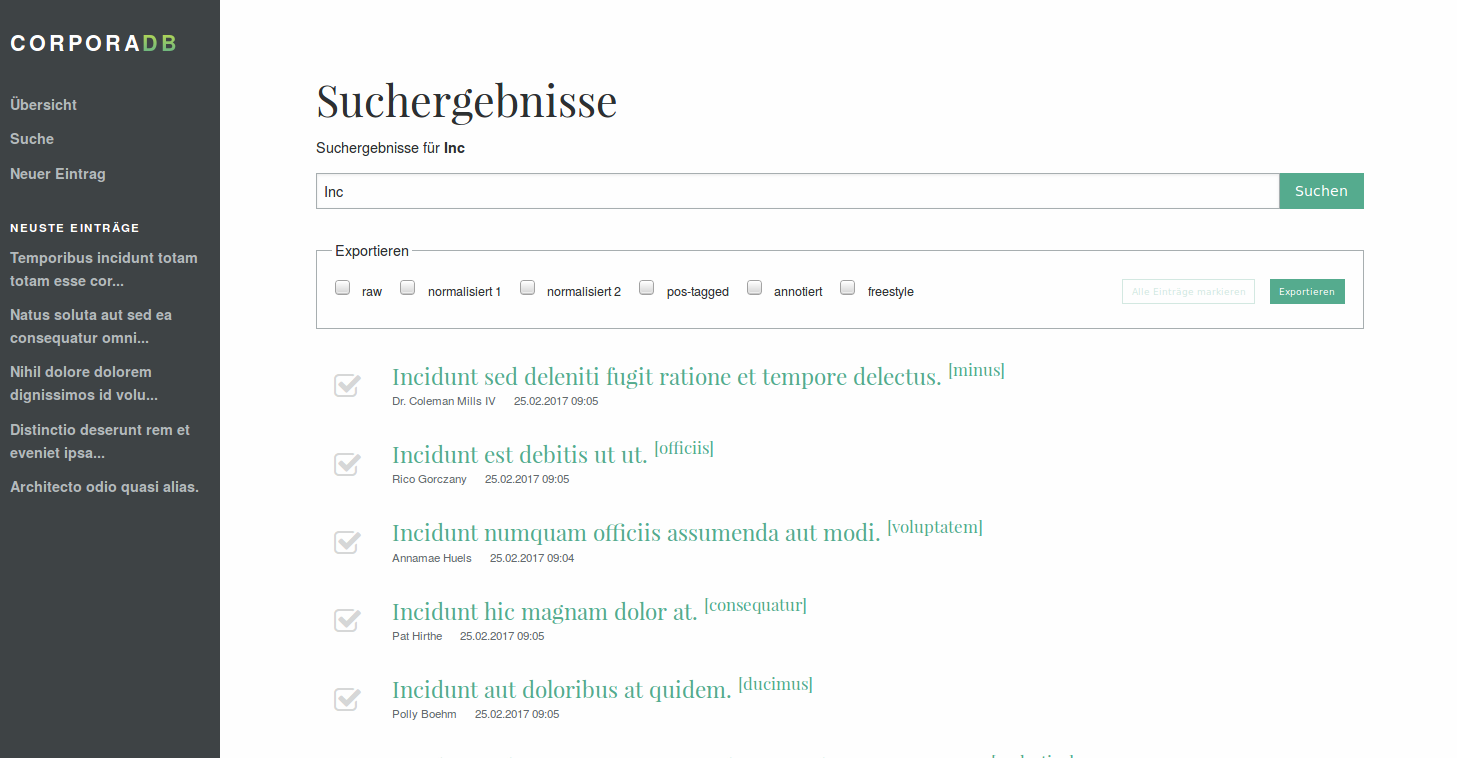 CORPORADB
Übersicht
Suche
Neuer Eintrag
NEUSTE EINTRÄGE
Temporibus incidunt totam
totam esse cor...
Natus soluta aut sed ea
consequatur omni...
Nihil dolore dolorem
dignissimos id volu...
Distinctio deserunt rem et
eveniet ipsa...
Architecto odio quasi alias.
Suchergebnisse
Suchergebnisse für Inc
Inc Suchen
Exportieren
raw normalisiert 1 normalisiert 2 pos-tagged annotiert freestyle Alle Einträge markieren Exportieren
Incidunt sed deleniti fugit ratione et tempore delectus. [minus]
Dr. Coleman Mills IV 25.02.2017 09:05
Incidunt est debitis ut ut. [officiis]
Rico Gorczany 25.02.2017 09:05
Incidunt numquam officiis assumenda aut modi. [voluptatem]
Annamae Huels 25.02.2017 09:04
Incidunt hic magnam dolor at. [consequatur]
Pat Hirthe 25.02.2017 09:05
Incidunt aut doloribus at quidem. [ducimus]
Polly Boehm 25.02.2017 09:05